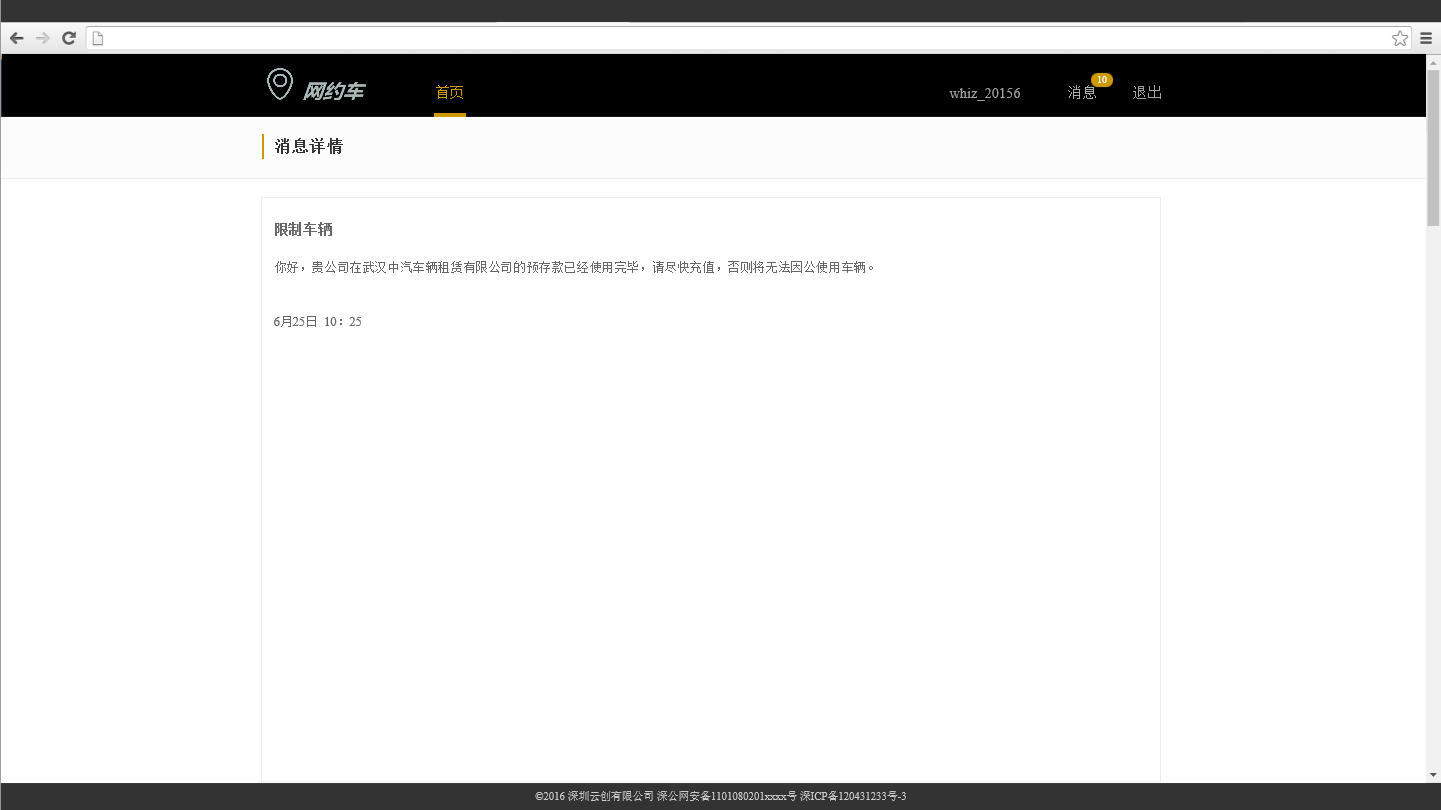 网约车
首页
whiz_20156
消息
10
退出
消息详情
限制车辆
你好，贵公司在武汉中汽车辆租赁有限公司的预存款已经使用完毕，请尽快充值，否则将无法因公使用车辆。
6月25日 10：25
©2016 深圳云创有限公司 深公网安备1101080201xxxx号 深ICP备120431233号-3